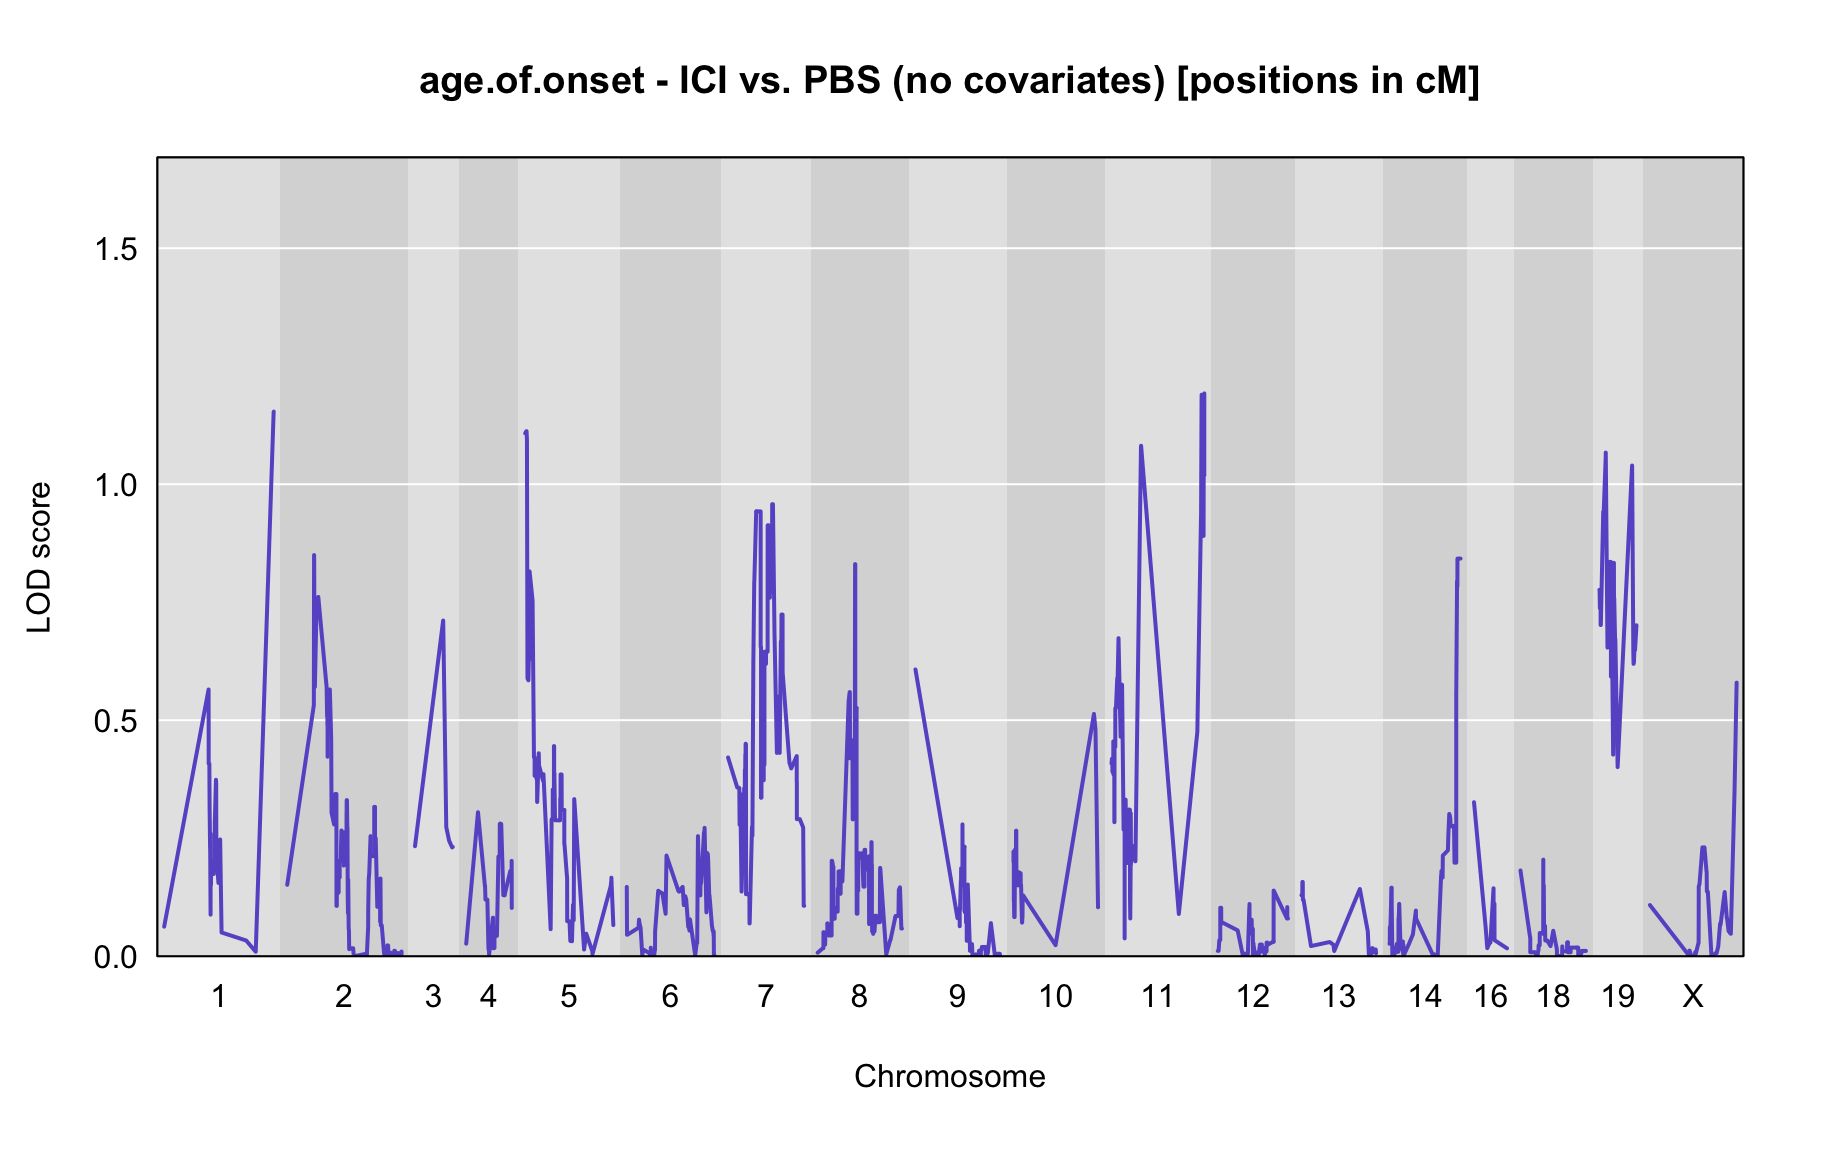 age.of.onset - ICI vs. PBS (no covariates) [positions in cM]
1.5
1.0
0.5
0.0
LOD score
1 2 3 4 5 6 7 8 9 10 11 12 13 14 16 18 19 X
Chromosome